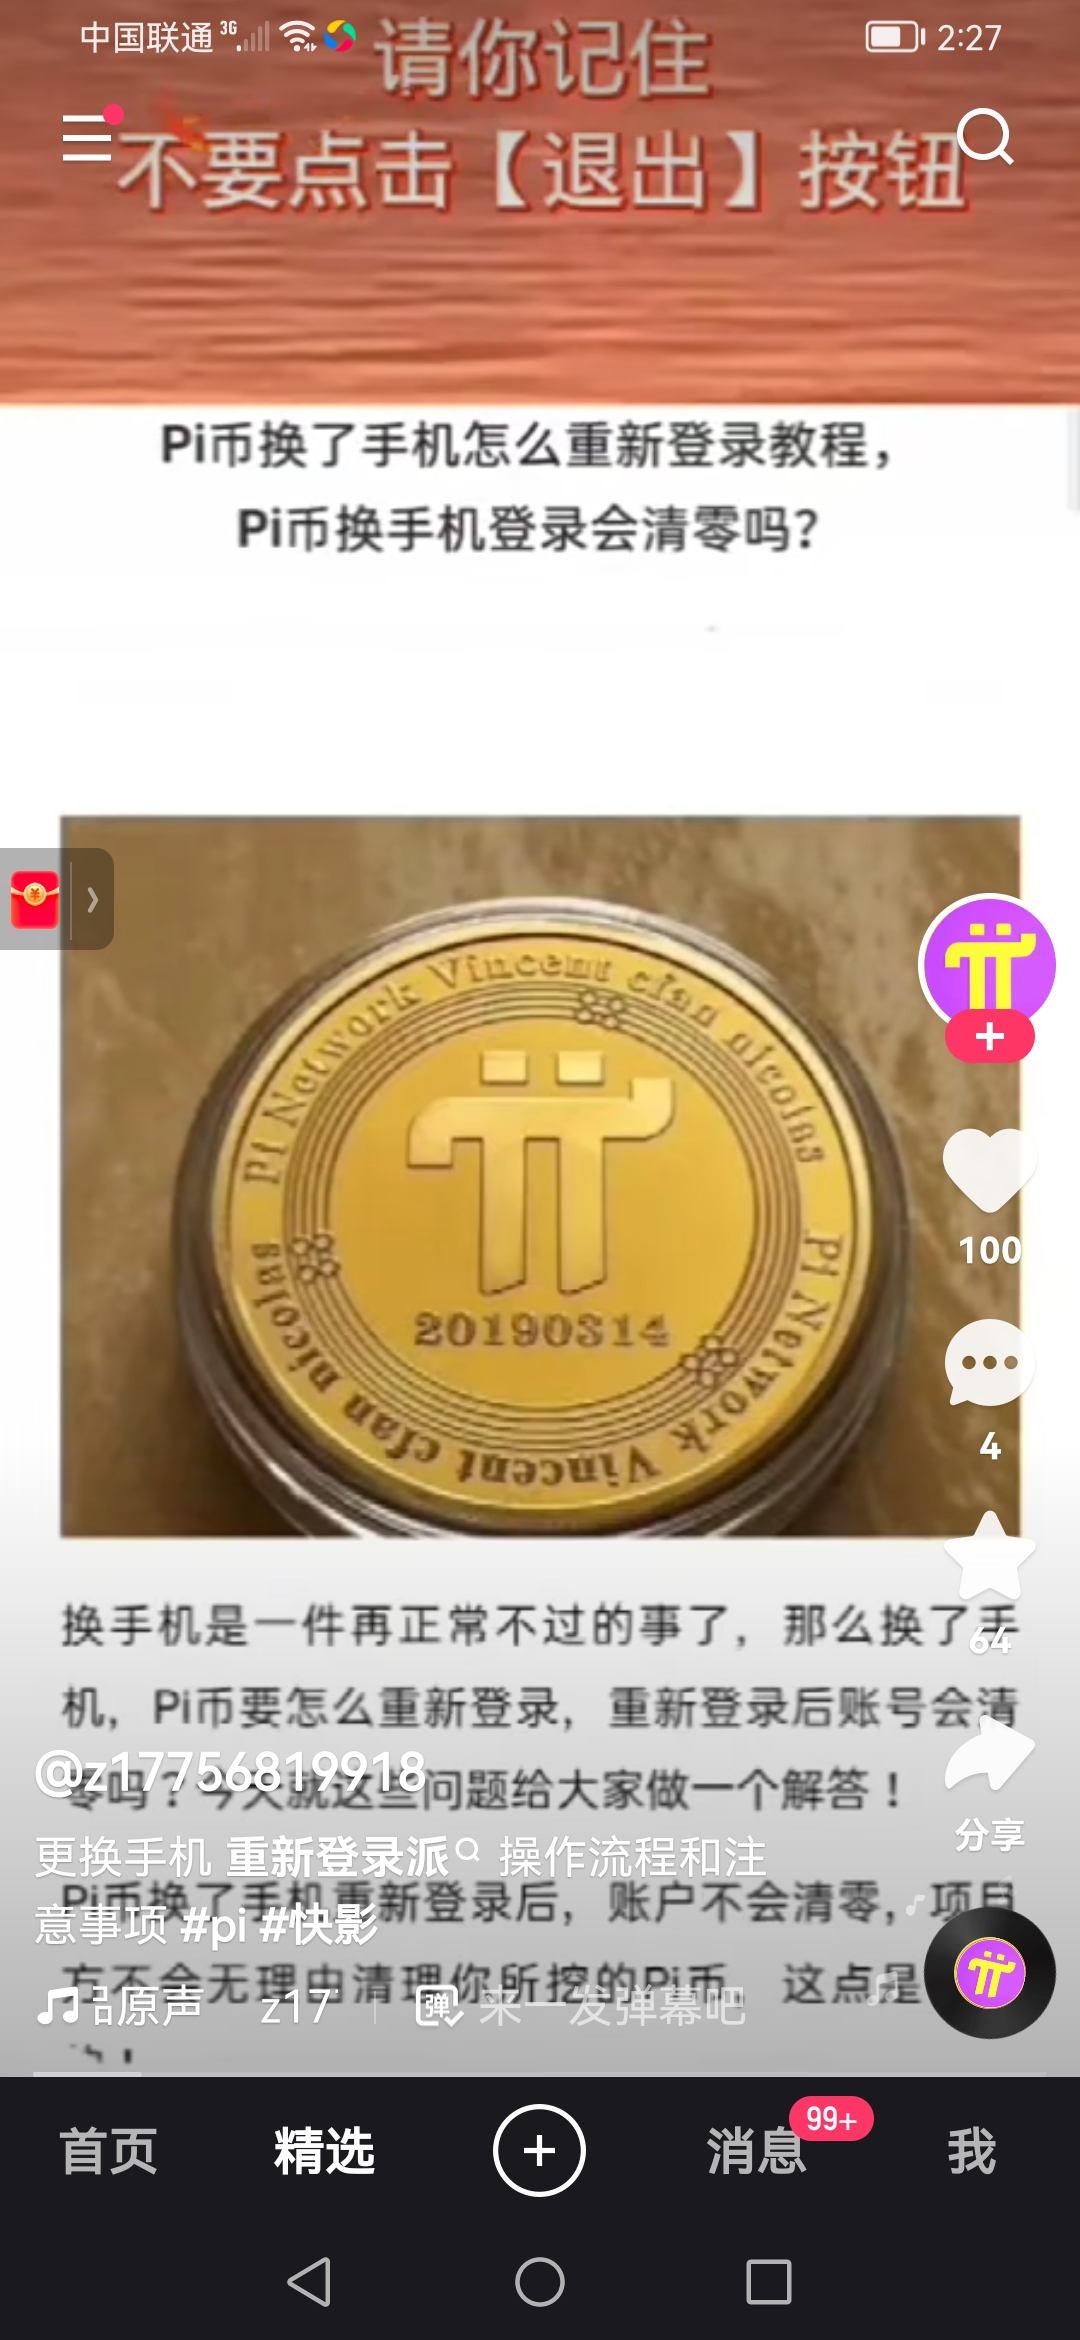 中国联通 3G 2:27
请你记住
不要点击【退出】按钮
Pi币换了手机怎么重新登录教程，
Pi币换手机登录会清零吗？
Pi Network Vincent cfan nicoins
Pi Network Vincent cfan nicoins
20190314
100
4
64
分享
换手机是一件再正常不过的事了，那么换了手
机，Pi币要怎么重新登录，重新登录后账号会清
零吗？今天就这些问题给大家做一个解答！
@z17756819918
Pi币换了手机重新登录后，账户不会清零，项目
方不会无理由清理你所挖的Pi币，这点是
更换手机 重新登录派 操作流程和注
意事项 #pi #快影
原声 z17
弹 来一发弹幕吧
首页 精选 消息 99+ 我